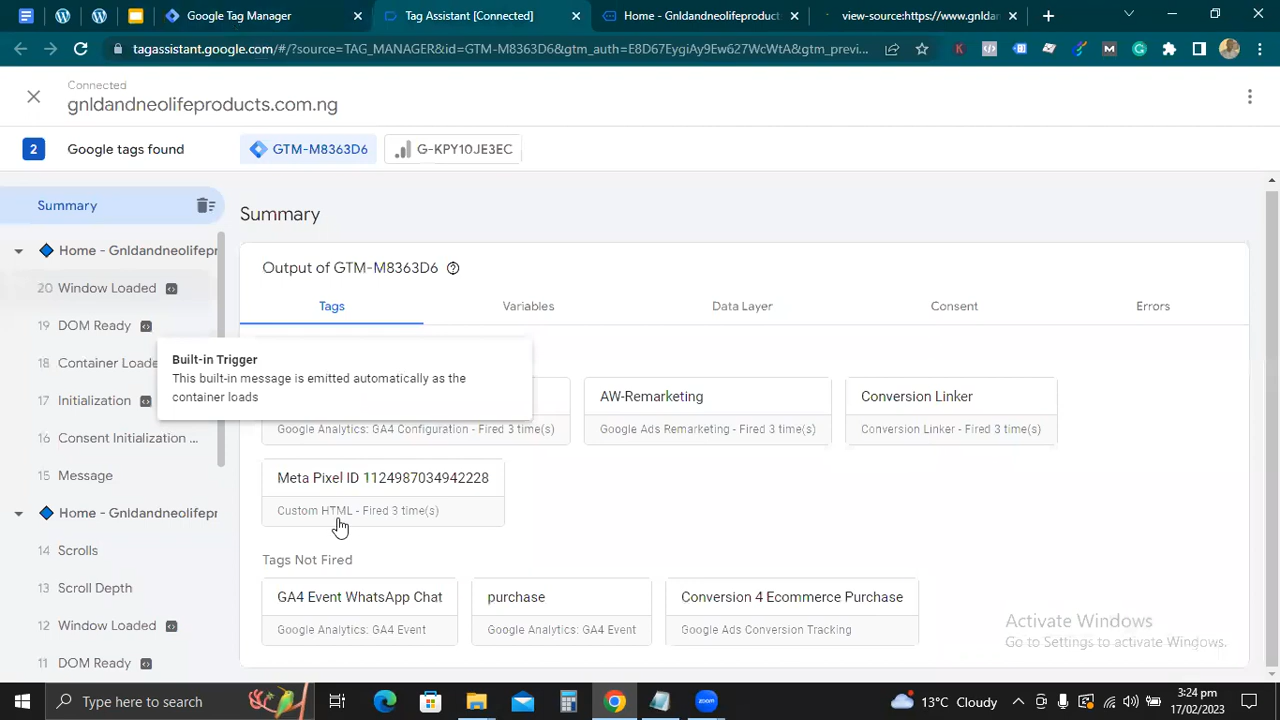 Google Tag Manager
Tag Assistant [Connected]
Home - Gnldandneolifeproduct:
view-source:https://www.gnldan
tagassistant.google.com/#/?source=TAG_MANAGER&id=GTM-M8363D6&gtm_auth=E8D67EygiAy9Ew627WcWtA&gtm_previ...
Connected
gnldandneolifeproducts.com.ng
2 Google tags found GTM-M8363D6 G-KPY10JE3EC
Summary
Home - Gnldandneolifepr
20 Window Loaded
19 DOM Ready
18 Container Loade
17 Initialization
16 Consent Initialization ...
15 Message
Home - Gnldandneolifepr
14 Scrolls
13 Scroll Depth
12 Window Loaded
11 DOM Ready
Summary
Output of GTM-M8363D6
Tags Variables Data Layer Consent Errors
Built-in Trigger
This built-in message is emitted automatically as the
container loads
Google Analytics: GA4 Configuration - Fired 3 time(s)
AW-Remarketing
Google Ads Remarketing - Fired 3 time(s)
Conversion Linker
Conversion Linker - Fired 3 time(s)
Meta Pixel ID 1124987034942228
Custom HTML - Fired 3 time(s)
Tags Not Fired
GA4 Event WhatsApp Chat
Google Analytics: GA4 Event
purchase
Google Analytics: GA4 Event
Conversion 4 Ecommerce Purchase
Google Ads Conversion Tracking
Activate Windows
Go to Settings to activate Windows.
Type here to search
13°C Cloudy
3:24 pm
17/02/2023